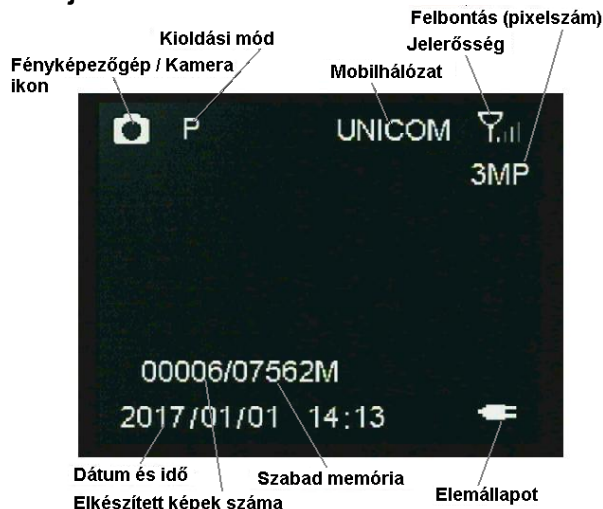 Felbontás (pixelszám)
Kioldási mód
Jelerősség
Fényképezőgép / Kamera
ikon
Mobilhálózat
P
UNICOM
3MP
00006/07562M
2017/01/01 14:13
Dátum és idő
Szabad memória
Elemállapot
Elkészített képek száma